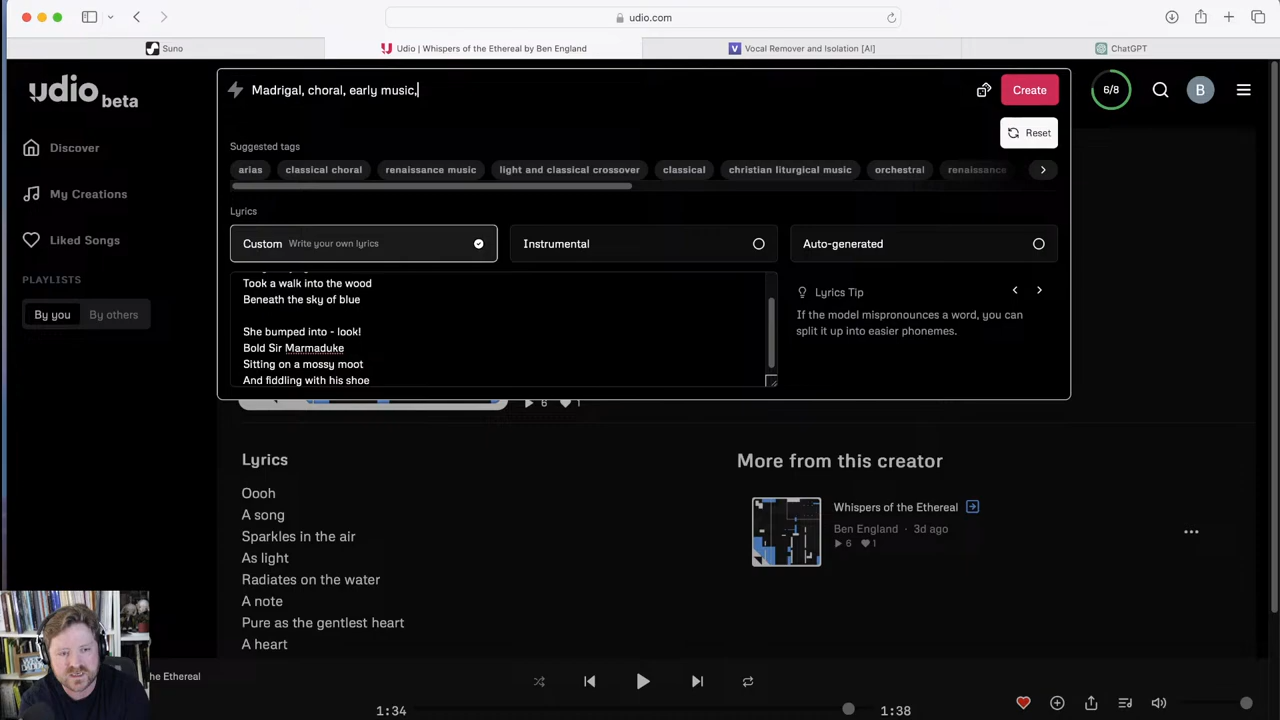 udio.com
Suno
Udio | Whispers of the Ethereal by Ben England
Vocal Remover and Isolation [AI]
ChatGPT
udio beta
Madrigal, choral, early music,
Create
6/8
B
Reset
Discover
My Creations
Liked Songs
PLAYLISTS
By you
By others
Suggested tags
arias
classical choral
renaissance music
light and classical crossover
classical
christian liturgical music
orchestral
renaissance
Lyrics
Custom Write your own lyrics
Instrumental
Auto-generated
Took a walk into the wood
Beneath the sky of blue
She bumped into - look!
Bold Sir Marmaduke
Sitting on a mossy moot
And fiddling with his shoe
Lyrics Tip
If the model mispronounces a word, you can
split it up into easier phonemes.
6 1
Lyrics
Oooh
A song
Sparkles in the air
As light
Radiates on the water
A note
Pure as the gentlest heart
A heart
More from this creator
Whispers of the Ethereal
Ben England · 3d ago
6 1
he Ethereal
1:34
1:38